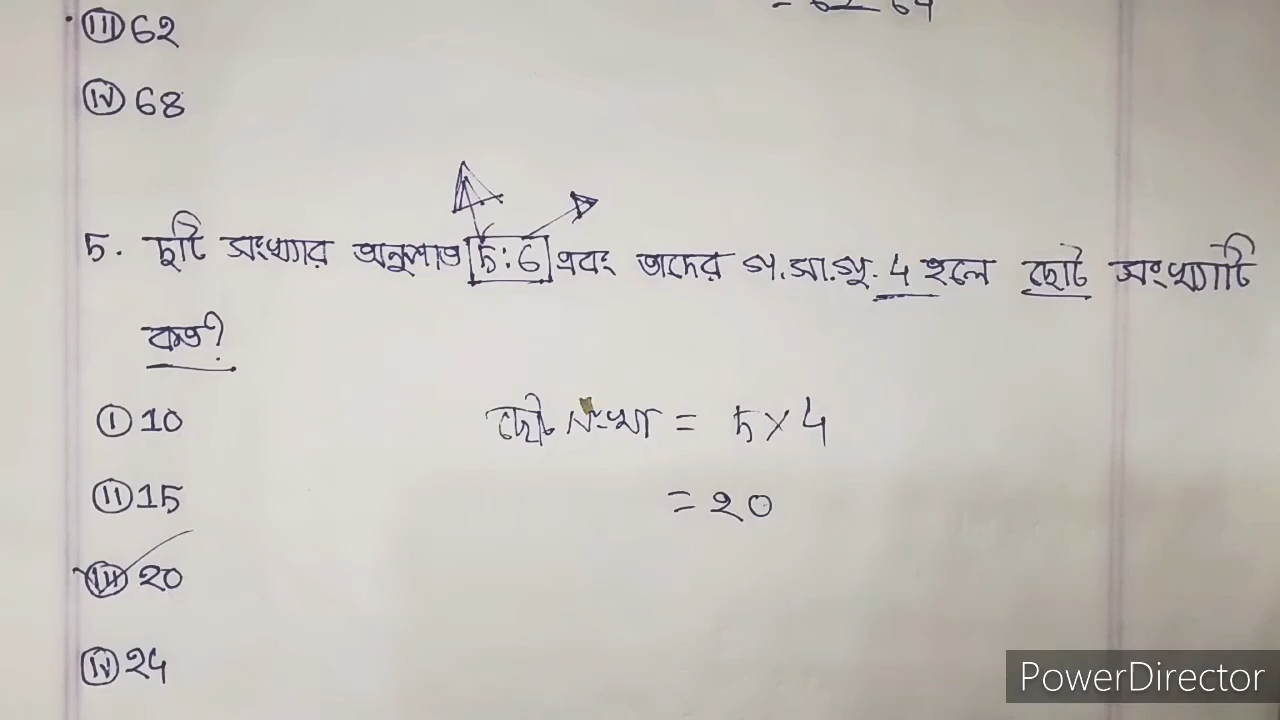 = 64
(III) 62
(IV) 68
5. দুটি সংখ্যার অনুপাত 5:6 এবং তাদের গ.সা.গু. 4 হলে ছোট সংখ্যাটি
কত?
(I) 10
(II) 15
(III) 20
(IV) 24
ছোট সংখ্যা = 5 × 4
= 20
PowerDirector